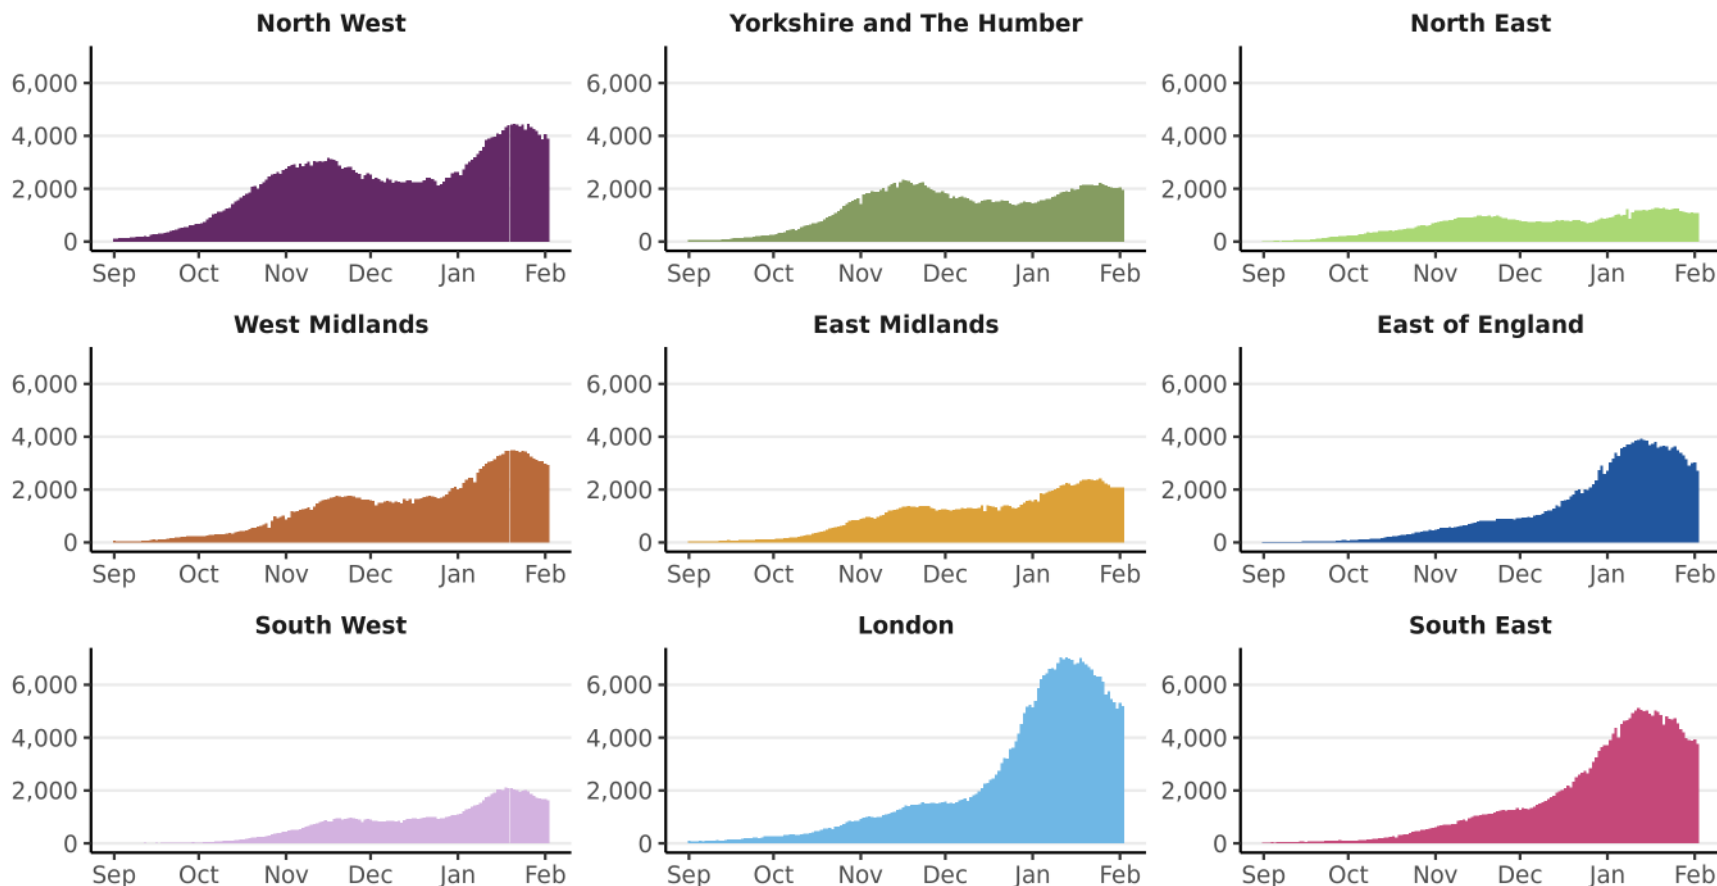 North West Yorkshire and The Humber North East
6,000 6,000 6,000
4,000 4,000 4,000
2,000 2,000 2,000
0 0 0
Sep Oct Nov Dec Jan Feb Sep Oct Nov Dec Jan Feb Sep Oct Nov Dec Jan Feb
West Midlands East Midlands East of England
6,000 6,000 6,000
4,000 4,000 4,000
2,000 2,000 2,000
0 0 0
Sep Oct Nov Dec Jan Feb Sep Oct Nov Dec Jan Feb Sep Oct Nov Dec Jan Feb
South West London South East
6,000 6,000 6,000
4,000 4,000 4,000
2,000 2,000 2,000
0 0 0
Sep Oct Nov Dec Jan Feb Sep Oct Nov Dec Jan Feb Sep Oct Nov Dec Jan Feb